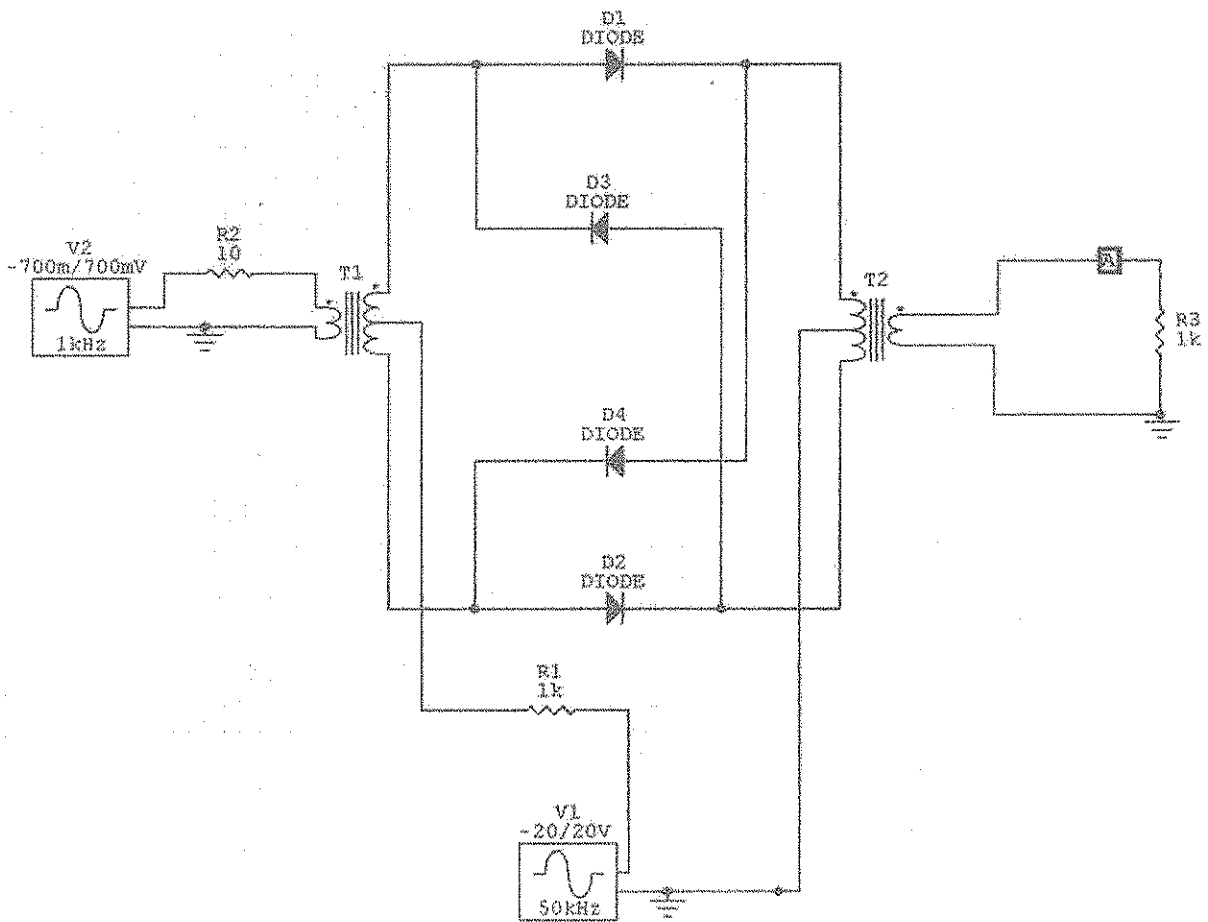 D1
DIODE
D3
DIODE
V2
-700m/700mV
1kHz
R2
10
T1
T2
A
R3
1k
D4
DIODE
D2
DIODE
R1
1k
V1
-20/20V
50kHz